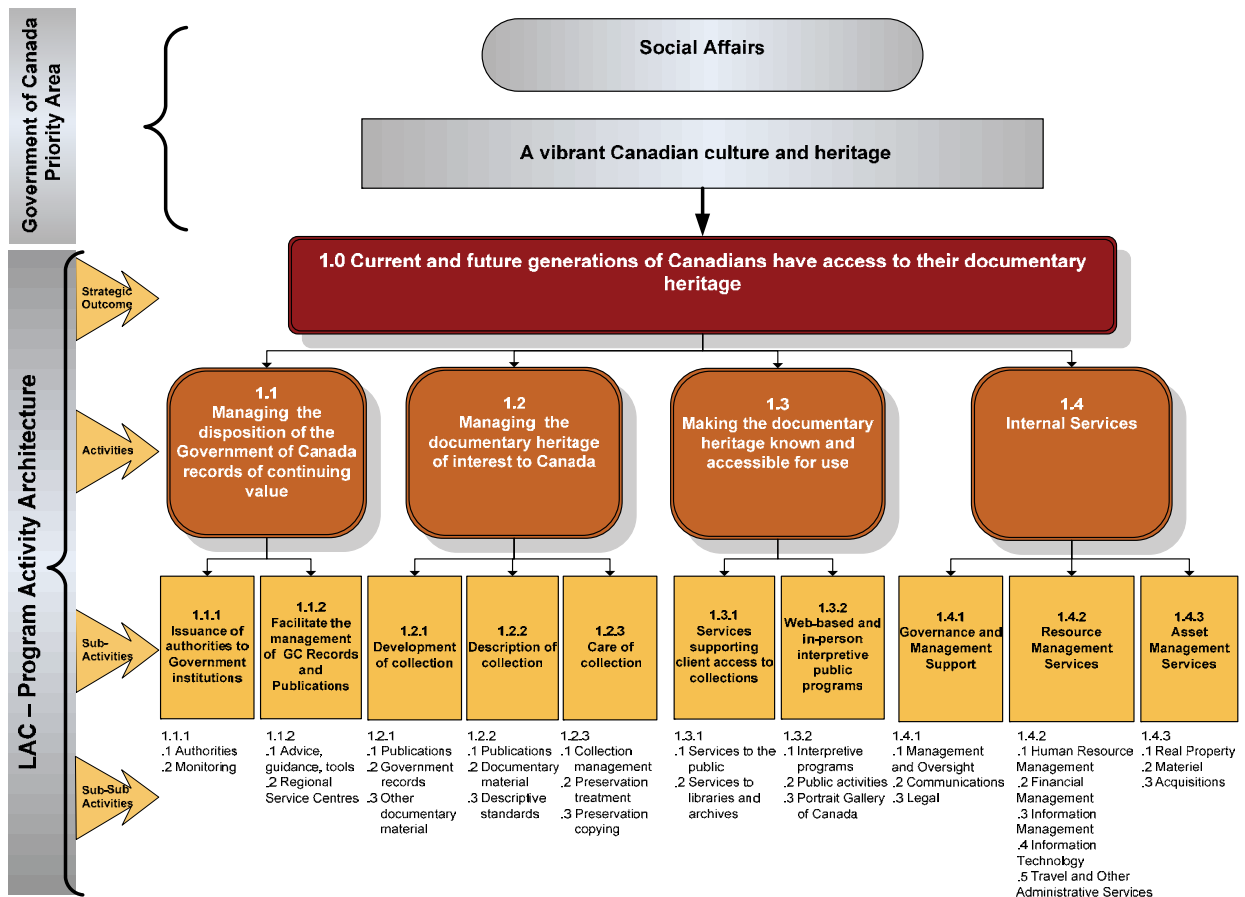 Government of Canada
Priority Area
Social Affairs
A vibrant Canadian culture and heritage
LAC – Program Activity Architecture
Strategic
Outcome
1.0 Current and future generations of Canadians have access to their documentary
heritage
Activities
1.1
Managing the
disposition of the
Government of Canada
records of continuing
value
1.2
Managing the
documentary heritage
of interest to Canada
1.3
Making the documentary
heritage known and
accessible for use
1.4
Internal Services
Sub-
Activities
1.1.1
Issuance of
authorities to
Government
institutions
1.1.2
Facilitate the
management
of GC Records
and
Publications
1.2.1
Development
of collection
1.2.2
Description of
collection
1.2.3
Care of
collection
1.3.1
Services
supporting
client access to
collections
1.3.2
Web-based and
in-person
interpretive
public
programs
1.4.1
Governance and
Management
Support
1.4.2
Resource
Management
Services
1.4.3
Asset
Management
Services
Sub-Sub
Activities
1.1.1
.1 Authorities
.2 Monitoring
1.1.2
.1 Advice,
guidance, tools
.2 Regional
Service Centres
1.2.1
.1 Publications
.2 Government
records
.3 Other
documentary
material
1.2.2
.1 Publications
.2 Documentary
material
.3 Descriptive
standards
1.2.3
.1 Collection
management
.2 Preservation
treatment
.3 Preservation
copying
1.3.1
.1 Services to the
public
.2 Services to
libraries and
archives
1.3.2
.1 Interpretive
programs
.2 Public activities
.3 Portrait Gallery
of Canada
1.4.1
.1 Management
and Oversight
.2 Communications
.3 Legal
1.4.2
.1 Human Resource
Management
.2 Financial
Management
.3 Information
Management
.4 Information
Technology
.5 Travel and Other
Administrative Services
1.4.3
.1 Real Property
.2 Materiel
.3 Acquisitions